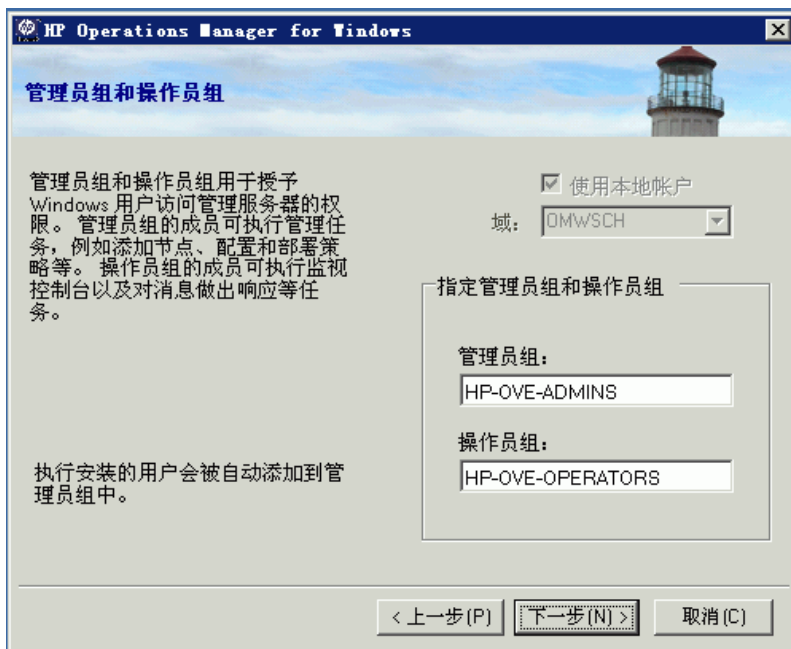 HP Operations Manager for Windows
管理员组和操作员组
管理员组和操作员组用于授予
Windows 用户访问管理服务器的权
限。 管理员组的成员可执行管理任
务，例如添加节点、配置和部署策
略等。 操作员组的成员可执行监视
控制台以及对消息做出响应等任
务。
使用本地帐户
域： OMWSCH
指定管理员组和操作员组
管理员组：
HP-OVE-ADMINS
操作员组：
HP-OVE-OPERATORS
执行安装的用户会被自动添加到管
理员组中。
< 上一步(P) 下一步(N) > 取消(C)